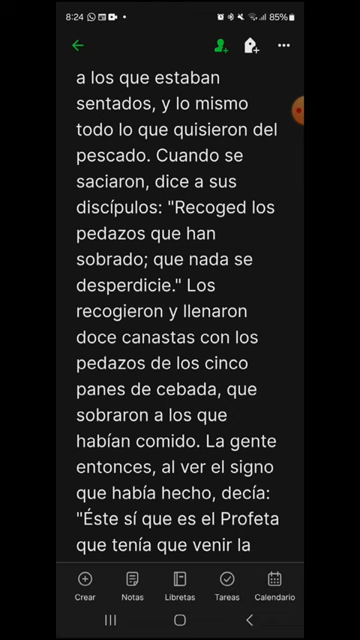 8:24
85%
a los que estaban
sentados, y lo mismo
todo lo que quisieron del
pescado. Cuando se
saciaron, dice a sus
discípulos: "Recoged los
pedazos que han
sobrado; que nada se
desperdicie." Los
recogieron y llenaron
doce canastas con los
pedazos de los cinco
panes de cebada, que
sobraron a los que
habían comido. La gente
entonces, al ver el signo
que había hecho, decía:
"Éste sí que es el Profeta
que tenía que venir la
Crear
Notas
Libretas
Tareas
Calendario